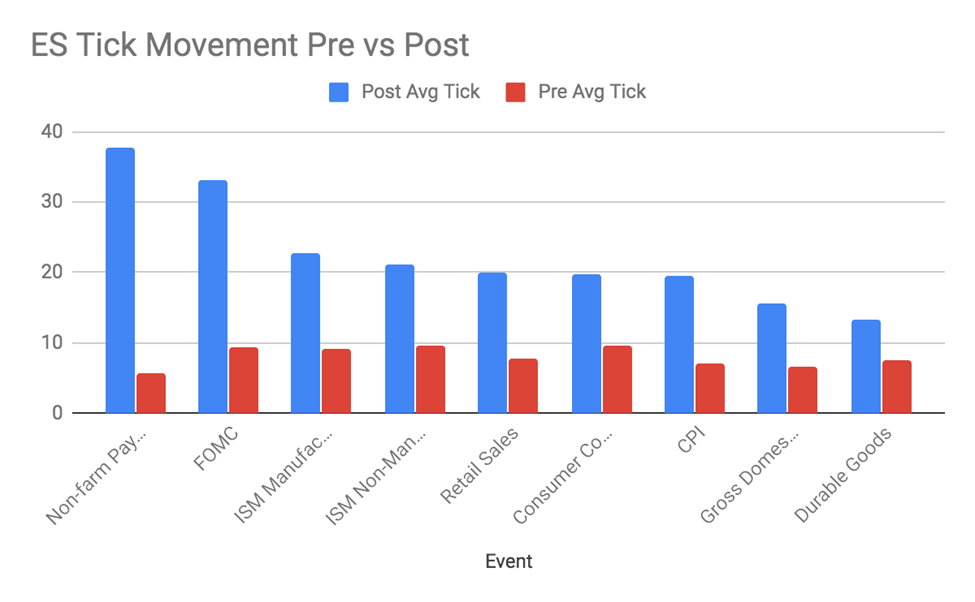 ES Tick Movement Pre vs Post
Post Avg Tick
Pre Avg Tick
40
30
20
10
0
Non-farm Pay...
FOMC
ISM Manufac...
ISM Non-Man...
Retail Sales
Consumer Co...
CPI
Gross Domes...
Durable Goods
Event